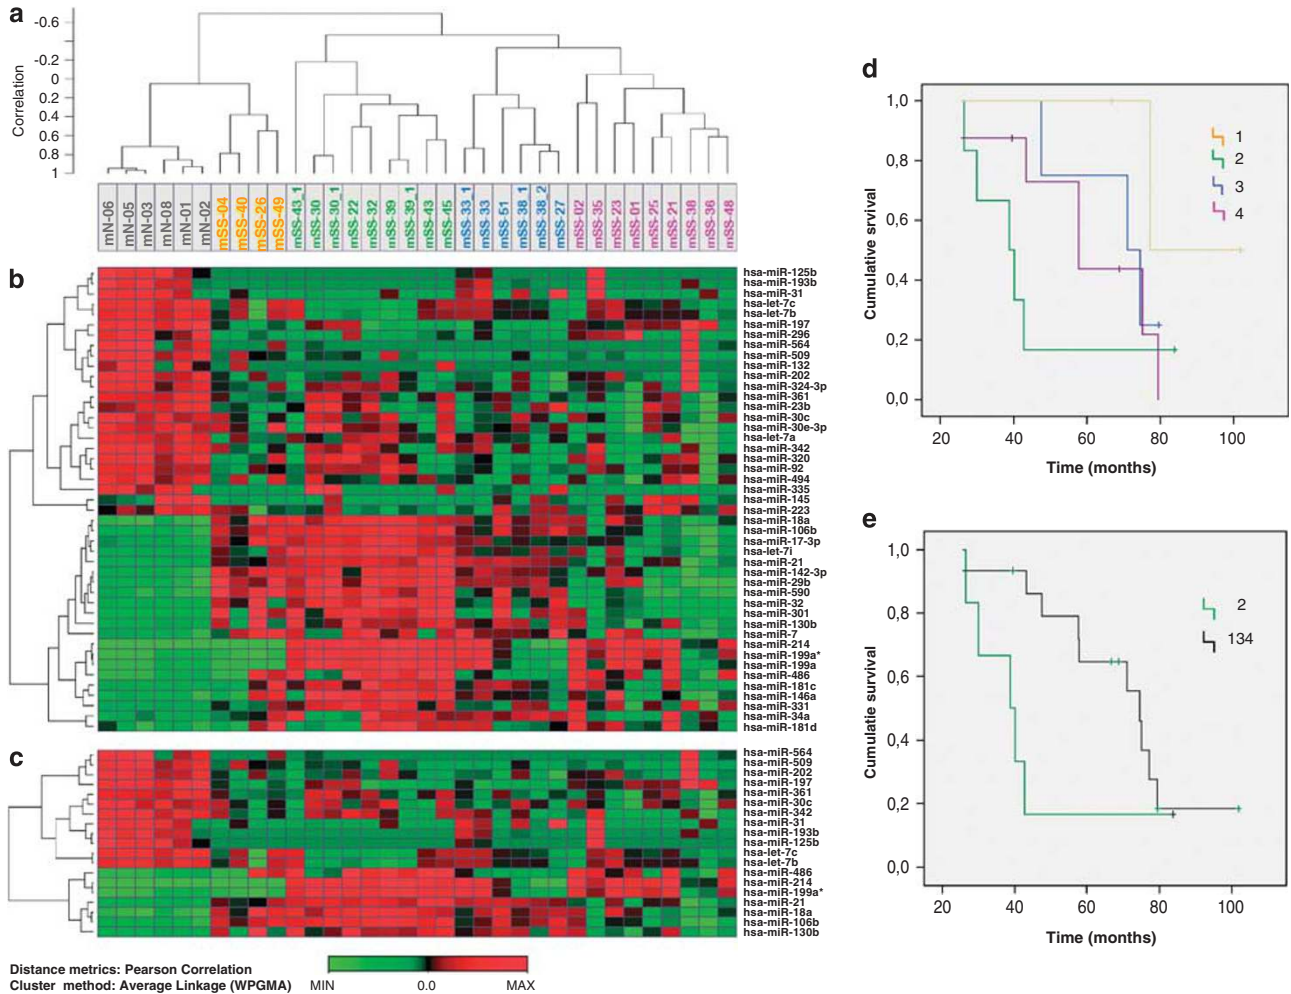 a
-0.6
-0.2
0
0.2
0.4
0.6
0.8
1
Correlation
mN-06
mN-05
mN-03
mN-08
mN-01
mN-02
mSS-04
mSS-40
mSS-26
mSS-49
mSS-43_1
mSS-30
mSS-30_1
mSS-22
mSS-32
mSS-39
mSS-39_1
mSS-43
mSS-45
mSS-33_1
mSS-33
mSS-51
mSS-38_1
mSS-38_2
mSS-27
mSS-02
mSS-35
mSS-23
mSS-01
mSS-25
mSS-21
mSS-38
mSS-36
mSS-48
b
hsa-miR-125b
hsa-miR-193b
hsa-miR-31
hsa-let-7c
hsa-let-7b
hsa-miR-197
hsa-miR-296
hsa-miR-564
hsa-miR-509
hsa-miR-132
hsa-miR-202
hsa-miR-324-3p
hsa-miR-361
hsa-miR-23b
hsa-miR-30c
hsa-miR-30e-3p
hsa-let-7a
hsa-miR-342
hsa-miR-320
hsa-miR-92
hsa-miR-494
hsa-miR-335
hsa-miR-145
hsa-miR-223
hsa-miR-18a
hsa-miR-106b
hsa-miR-17-3p
hsa-let-7i
hsa-miR-21
hsa-miR-142-3p
hsa-miR-29b
hsa-miR-590
hsa-miR-32
hsa-miR-301
hsa-miR-130b
hsa-miR-7
hsa-miR-214
hsa-miR-199a*
hsa-miR-199a
hsa-miR-486
hsa-miR-181c
hsa-miR-146a
hsa-miR-331
hsa-miR-34a
hsa-miR-181d
c
hsa-miR-564
hsa-miR-509
hsa-miR-202
hsa-miR-197
hsa-miR-361
hsa-miR-30c
hsa-miR-342
hsa-miR-31
hsa-miR-193b
hsa-miR-125b
hsa-let-7c
hsa-let-7b
hsa-miR-486
hsa-miR-214
hsa-miR-199a*
hsa-miR-21
hsa-miR-18a
hsa-miR-106b
hsa-miR-130b
Distance metrics: Pearson Correlation
Cluster method: Average Linkage (WPGMA)
MIN 0.0 MAX
d
1,0
0,8
0,6
0,4
0,2
0,0
Cumulative srvival
1
2
3
4
20 40 60 80 100
Time (months)
e
1,0
0,8
0,6
0,4
0,2
0,0
Cumulatie survival
2
134
20 40 60 80 100
Time (months)